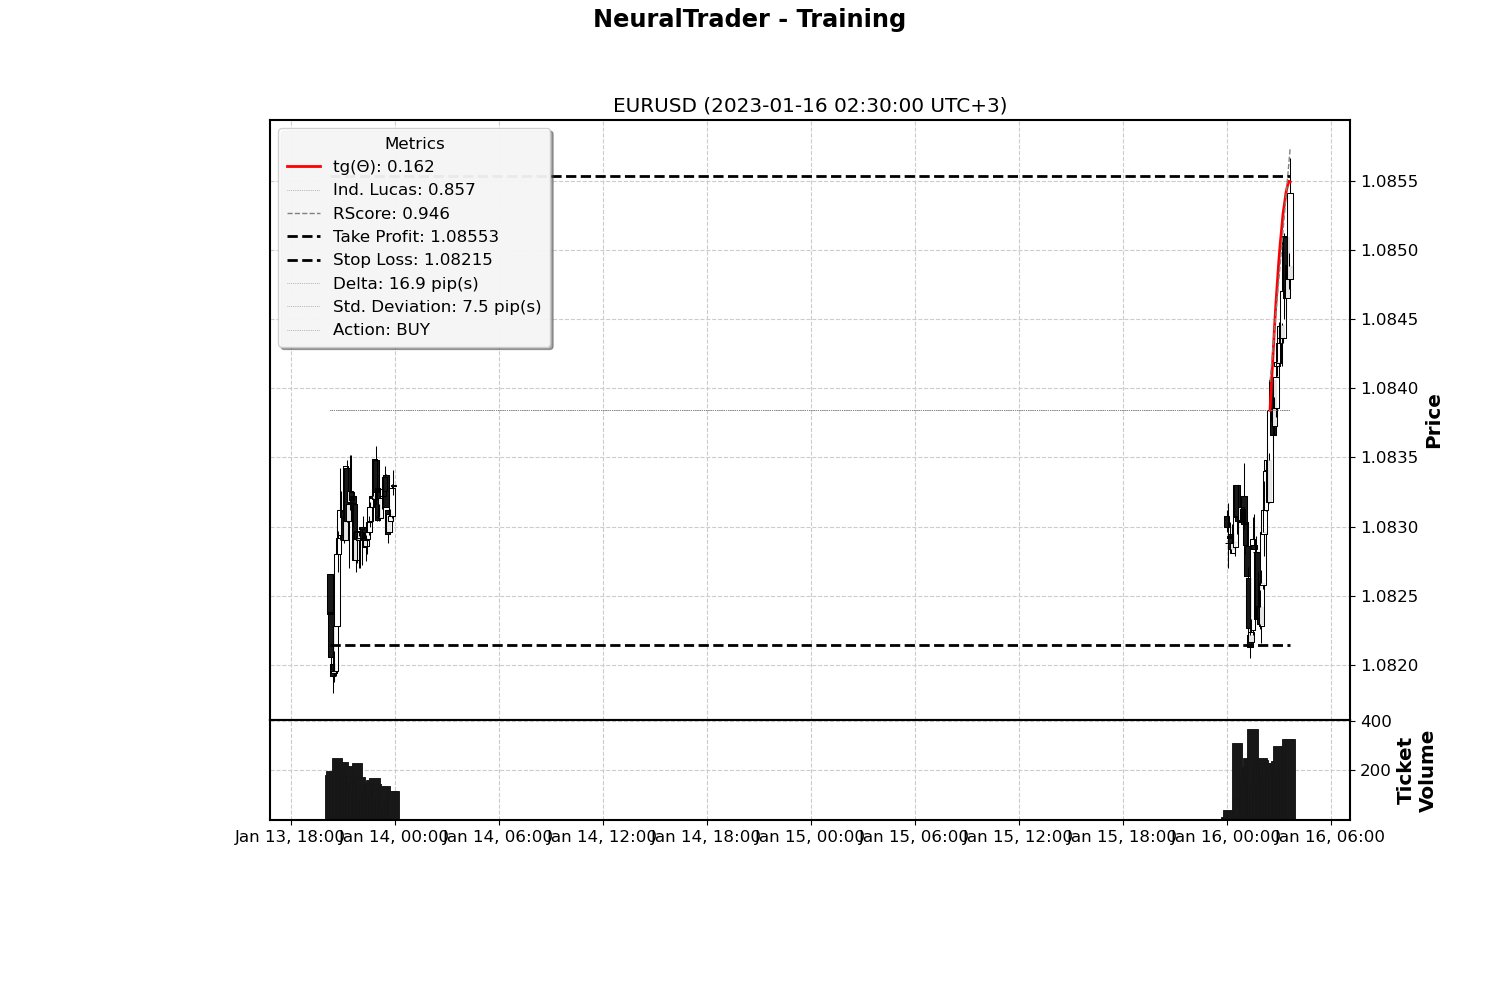 NeuralTrader - Training
EURUSD (2023-01-16 02:30:00 UTC+3)
Metrics
tg(Θ): 0.162
Ind. Lucas: 0.857
RScore: 0.946
Take Profit: 1.08553
Stop Loss: 1.08215
Delta: 16.9 pip(s)
Std. Deviation: 7.5 pip(s)
Action: BUY
1.0855
1.0850
1.0845
1.0840
1.0835
1.0830
1.0825
1.0820
Price
400
200
Ticket
Volume
Jan 13, 18:00
Jan 14, 00:00
Jan 14, 06:00
Jan 14, 12:00
Jan 14, 18:00
Jan 15, 00:00
Jan 15, 06:00
Jan 15, 12:00
Jan 15, 18:00
Jan 16, 00:00
Jan 16, 06:00